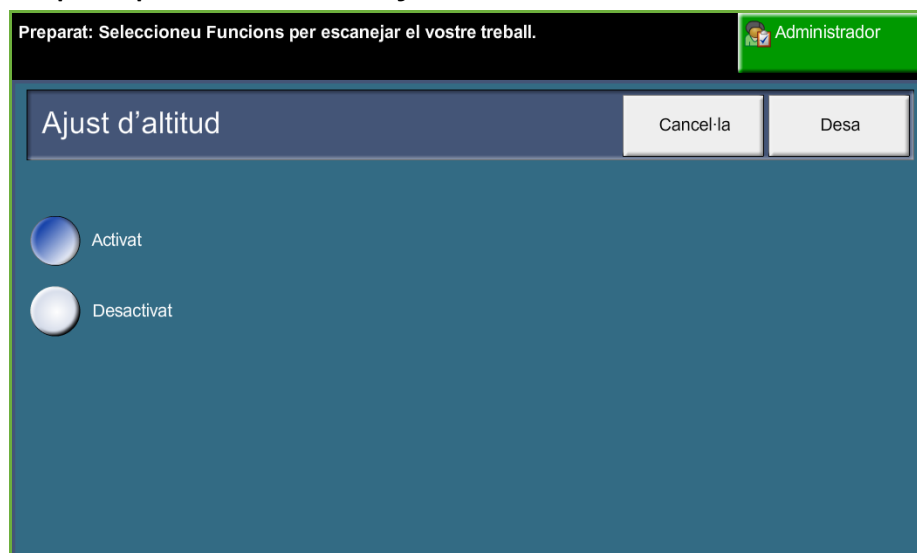 Preparat: Seleccioneu Funcions per escanejar el vostre treball.
Administrador
Ajust d’altitud
Cancel·la
Desa
Activat
Desactivat